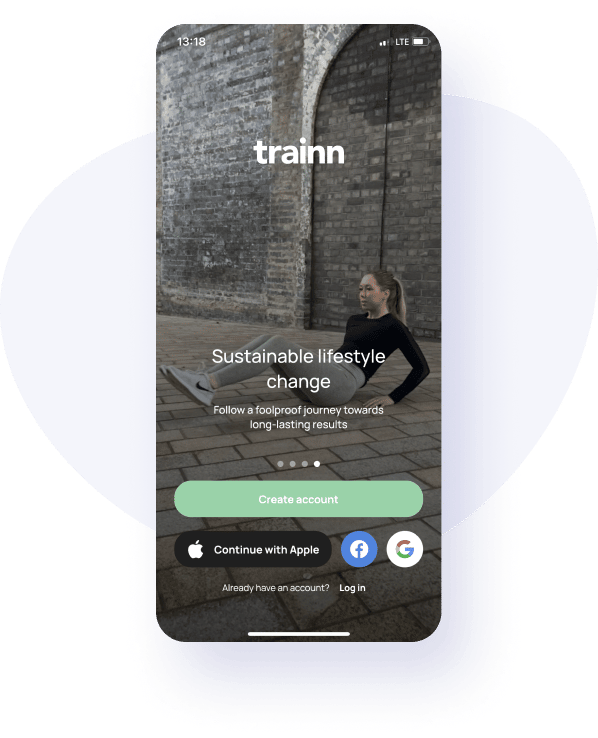 13:18 LTE
trainn
Sustainable lifestyle
change
Follow a foolproof journey towards
long-lasting results
Create account
Continue with Apple
Already have an account? Log in